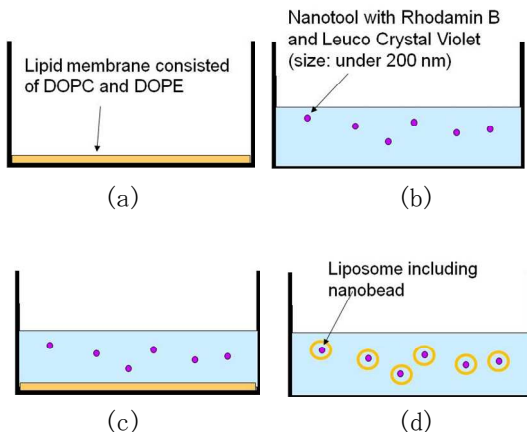 Lipid membrane consisted
of DOPC and DOPE
(a)
Nanotool with Rhodamin B
and Leuco Crystal Violet
(size: under 200 nm)
(b)
(c)
Liposome including
nanobead
(d)